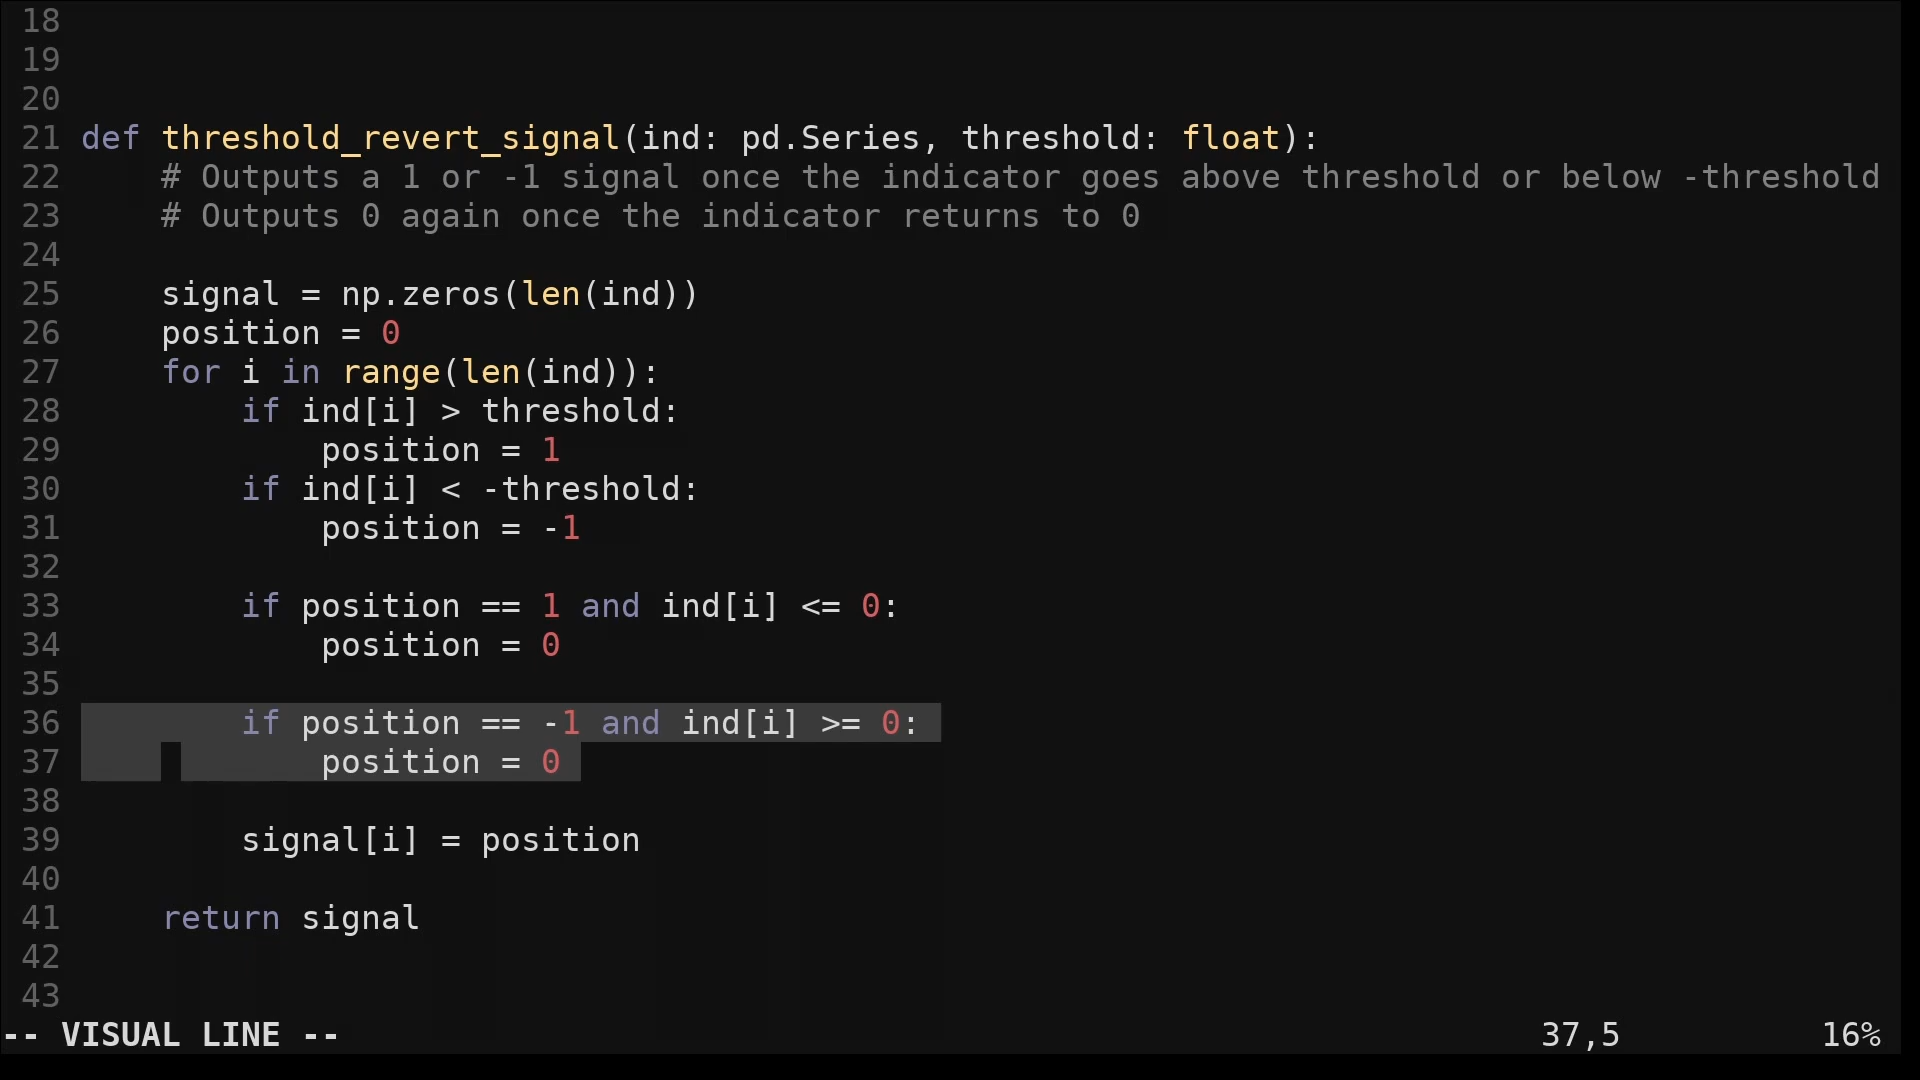 18
19
20
21 def threshold_revert_signal(ind: pd.Series, threshold: float):
22     # Outputs a 1 or -1 signal once the indicator goes above threshold or below -threshold
23     # Outputs 0 again once the indicator returns to 0
24
25     signal = np.zeros(len(ind))
26     position = 0
27     for i in range(len(ind)):
28         if ind[i] > threshold:
29             position = 1
30         if ind[i] < -threshold:
31             position = -1
32
33         if position == 1 and ind[i] <= 0:
34             position = 0
35
36         if position == -1 and ind[i] >= 0:
37             position = 0
38
39         signal[i] = position
40
41     return signal
42
43
-- VISUAL LINE -- 37,5 16%